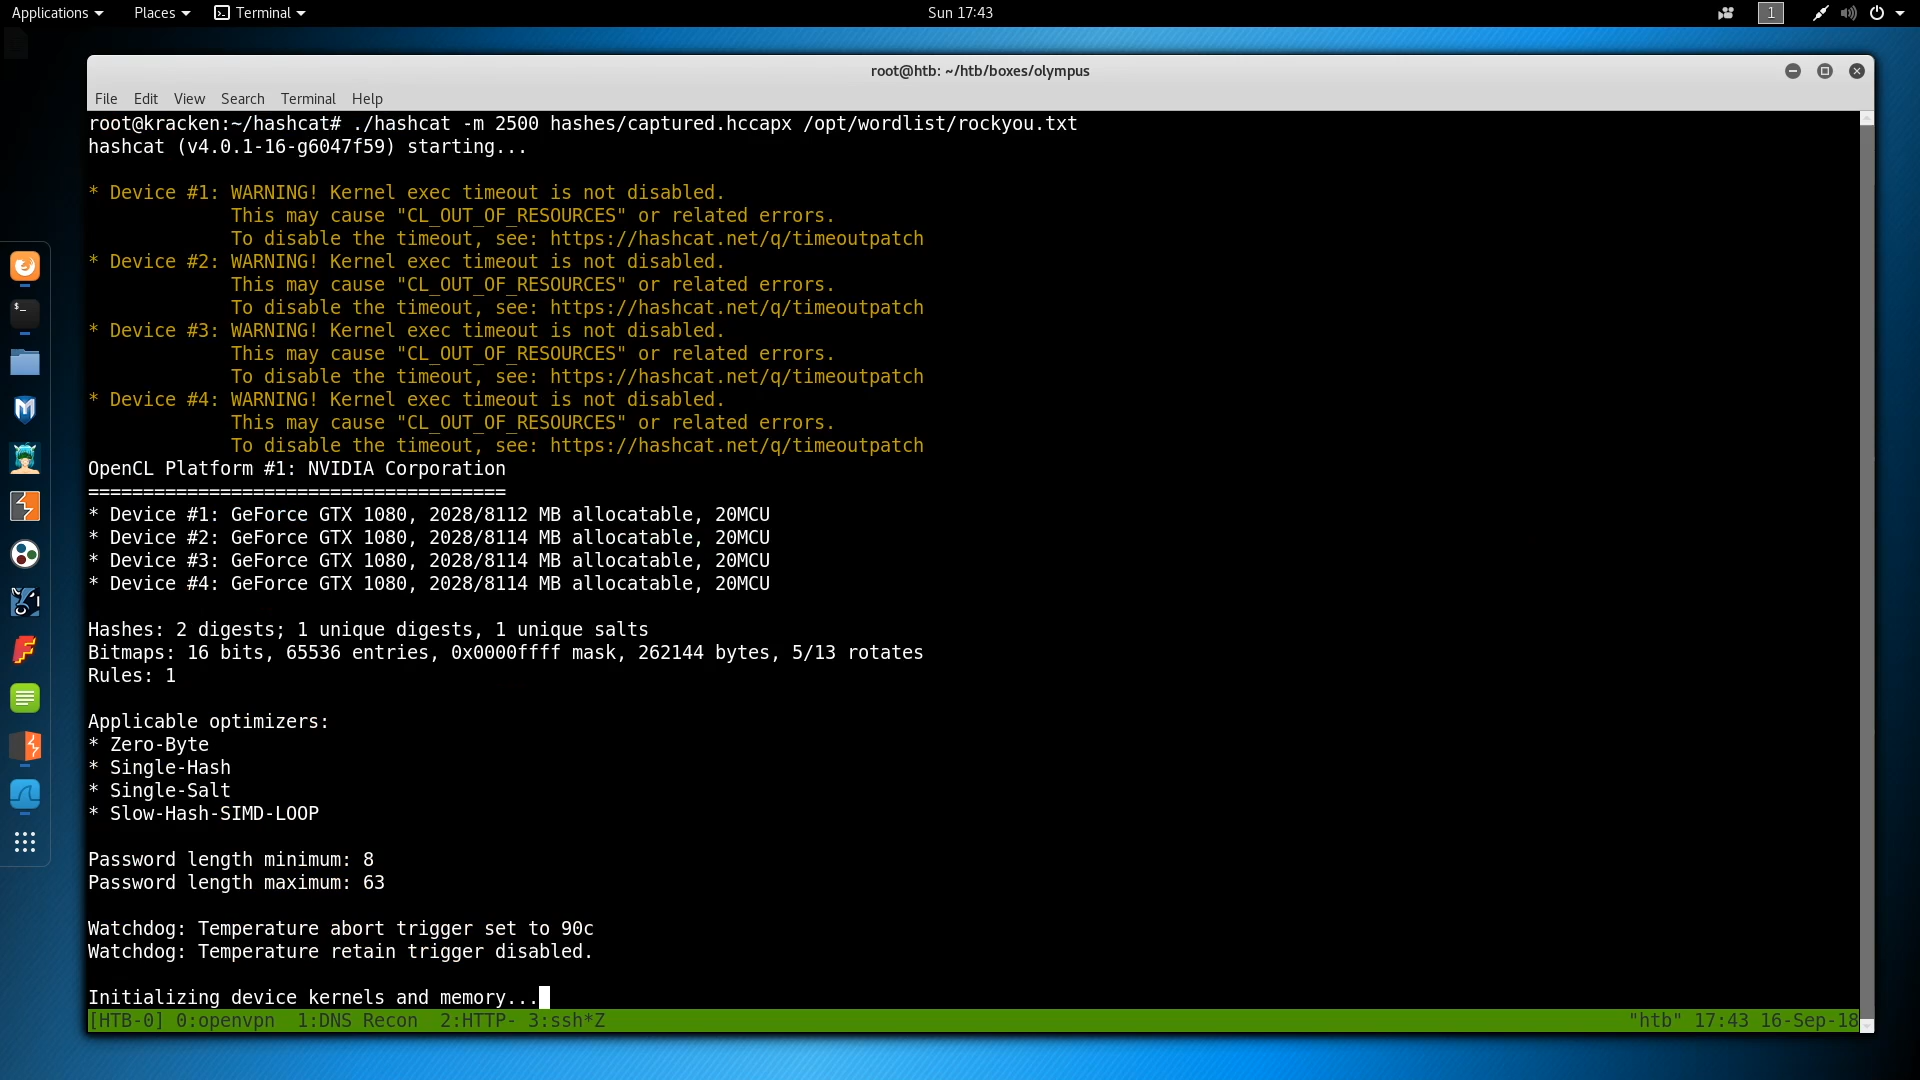 Applications Places Terminal Sun 17:43 1
root@htb: ~/htb/boxes/olympus
File Edit View Search Terminal Help
root@kracken:~/hashcat# ./hashcat -m 2500 hashes/captured.hccapx /opt/wordlist/rockyou.txt
hashcat (v4.0.1-16-g6047f59) starting...
* Device #1: WARNING! Kernel exec timeout is not disabled.
This may cause "CL_OUT_OF_RESOURCES" or related errors.
To disable the timeout, see: https://hashcat.net/q/timeoutpatch
* Device #2: WARNING! Kernel exec timeout is not disabled.
This may cause "CL_OUT_OF_RESOURCES" or related errors.
To disable the timeout, see: https://hashcat.net/q/timeoutpatch
* Device #3: WARNING! Kernel exec timeout is not disabled.
This may cause "CL_OUT_OF_RESOURCES" or related errors.
To disable the timeout, see: https://hashcat.net/q/timeoutpatch
* Device #4: WARNING! Kernel exec timeout is not disabled.
This may cause "CL_OUT_OF_RESOURCES" or related errors.
To disable the timeout, see: https://hashcat.net/q/timeoutpatch
OpenCL Platform #1: NVIDIA Corporation
======================================
* Device #1: GeForce GTX 1080, 2028/8112 MB allocatable, 20MCU
* Device #2: GeForce GTX 1080, 2028/8114 MB allocatable, 20MCU
* Device #3: GeForce GTX 1080, 2028/8114 MB allocatable, 20MCU
* Device #4: GeForce GTX 1080, 2028/8114 MB allocatable, 20MCU
Hashes: 2 digests; 1 unique digests, 1 unique salts
Bitmaps: 16 bits, 65536 entries, 0x0000ffff mask, 262144 bytes, 5/13 rotates
Rules: 1
Applicable optimizers:
* Zero-Byte
* Single-Hash
* Single-Salt
* Slow-Hash-SIMD-LOOP
Password length minimum: 8
Password length maximum: 63
Watchdog: Temperature abort trigger set to 90c
Watchdog: Temperature retain trigger disabled.
Initializing device kernels and memory...
[HTB-0] 0:openvpn  1:DNS Recon  2:HTTP- 3:ssh*Z "htb" 17:43 16-Sep-18